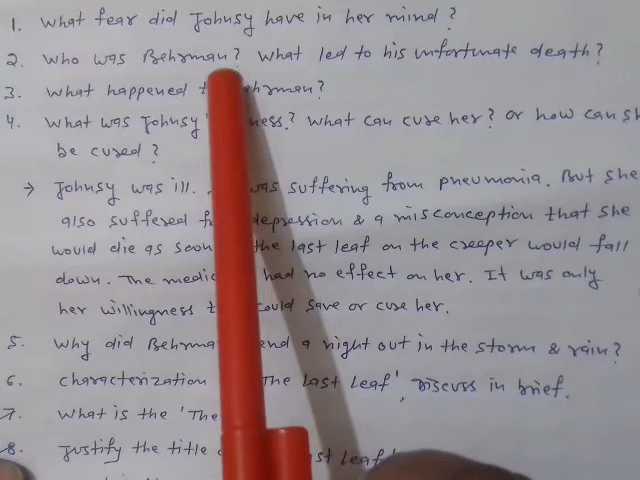 1. What fear did Johnsy have in her mind?
2. Who was Behrman? What led to his unfortunate death?
3. What happened t ehrman?
4. What was Johnsy' ness? What can cure her? or how can sh
be cured?
→ Johnsy was ill. was suffering from pneumonia. But she
also suffered f depression & a misconception that she
would die as soon the last leaf on the creeper would fall
down. The medic had no effect on her. It was only
her willingness t could save or cure her.
5. Why did Behrma end a night out in the storm & rain?
6. Characterization 'The last leaf', Discuss in brief.
7. What is the 'The
8. Justify the title ast leaf'